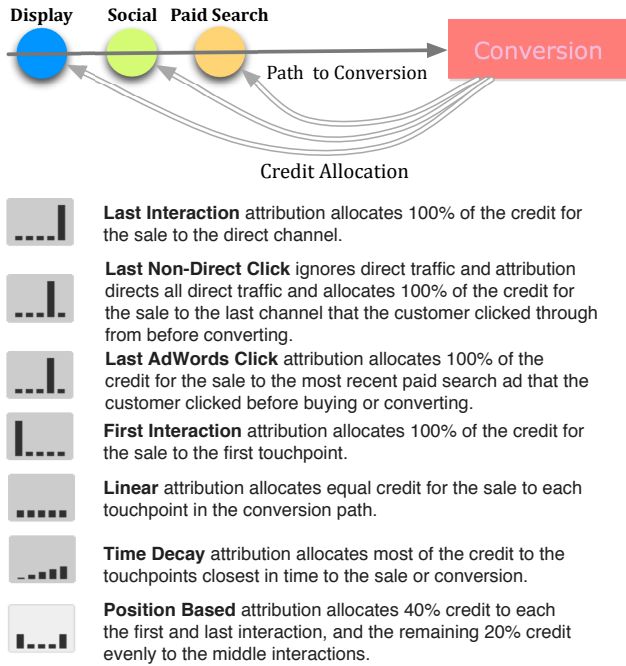 Display Social Paid Search
Conversion
Path to Conversion
Credit Allocation
Last Interaction attribution allocates 100% of the credit for
the sale to the direct channel.
Last Non-Direct Click ignores direct traffic and attribution
directs all direct traffic and allocates 100% of the credit for
the sale to the last channel that the customer clicked through
from before converting.
Last AdWords Click attribution allocates 100% of the
credit for the sale to the most recent paid search ad that the
customer clicked before buying or converting.
First Interaction attribution allocates 100% of the credit for
the sale to the first touchpoint.
Linear attribution allocates equal credit for the sale to each
touchpoint in the conversion path.
Time Decay attribution allocates most of the credit to the
touchpoints closest in time to the sale or conversion.
Position Based attribution allocates 40% credit to each
the first and last interaction, and the remaining 20% credit
evenly to the middle interactions.